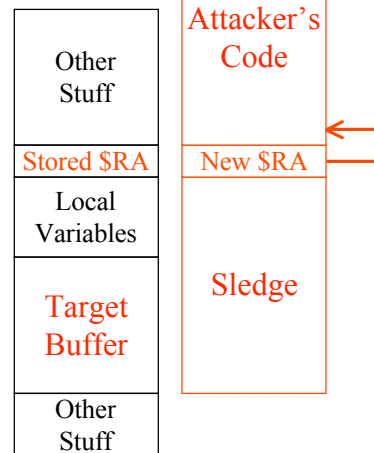 Other
Stuff
Stored $RA
Local
Variables
Target
Buffer
Other
Stuff
Attacker's
Code
New $RA
Sledge